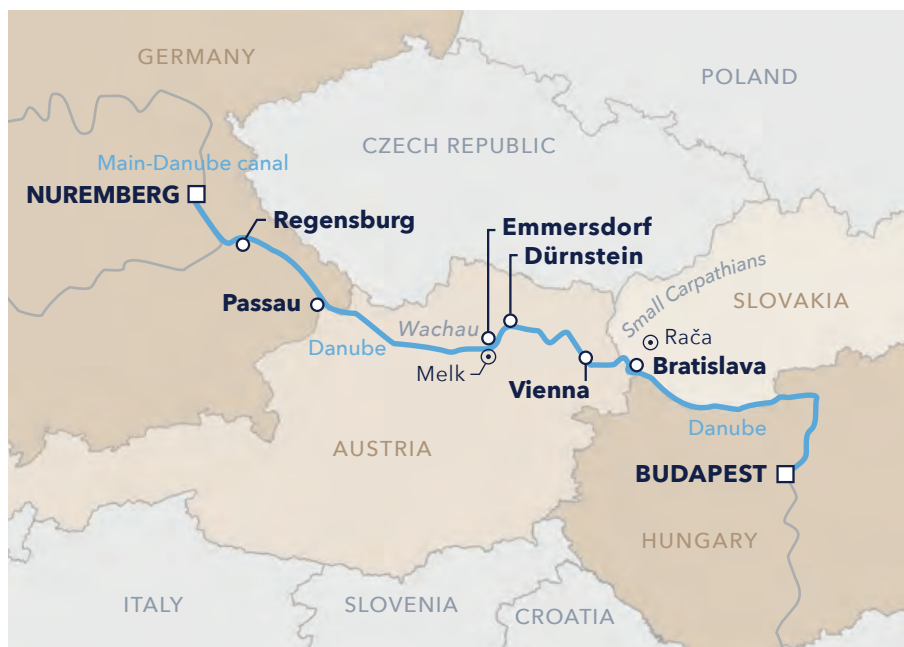 GERMANY
POLAND
CZECH REPUBLIC
Main-Danube canal
NUREMBERG
Regensburg
Emmersdorf
Dürnstein
Small Carpathians
SLOVAKIA
Passau
Wachau
Rača
Danube
Melk
Vienna
Bratislava
Danube
AUSTRIA
BUDAPEST
HUNGARY
ITALY
SLOVENIA
CROATIA